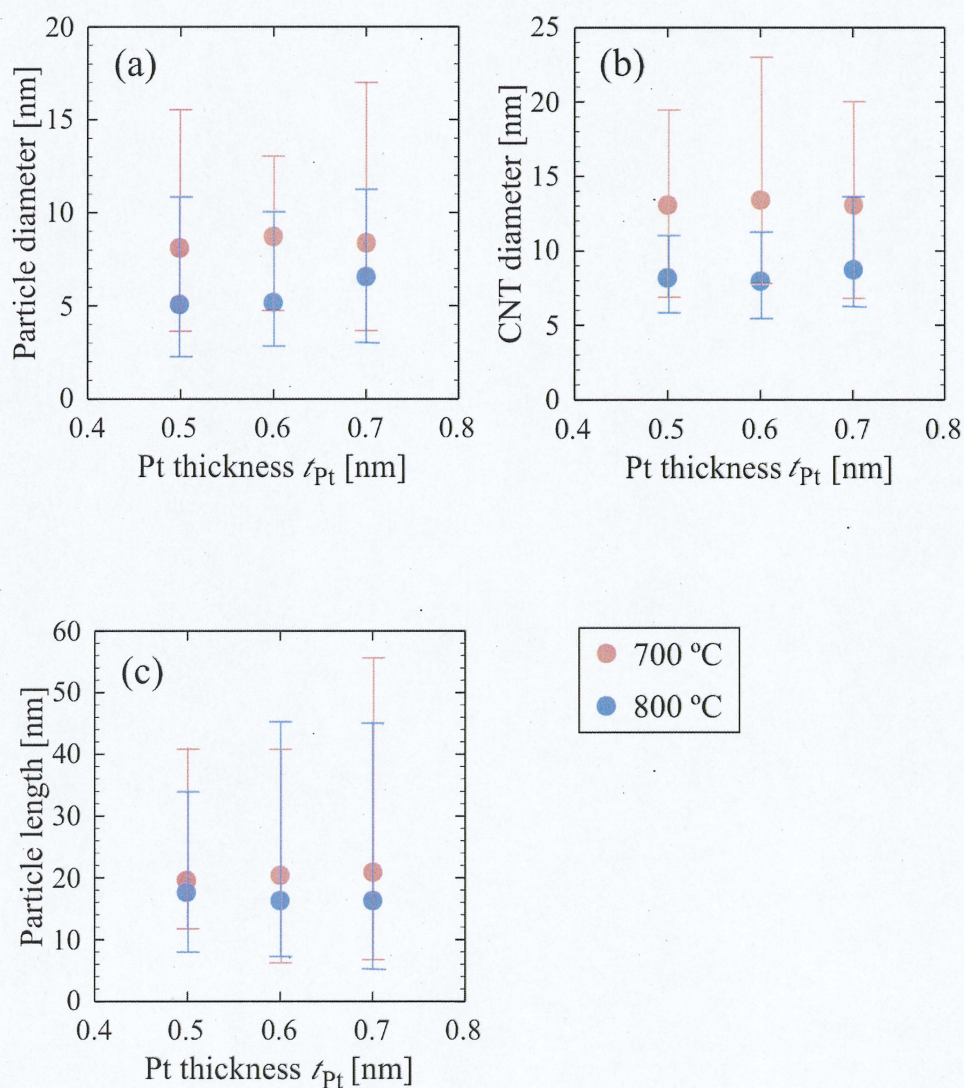 (a)
Particle diameter [nm]
20
15
10
5
0
0.4 0.5 0.6 0.7 0.8
Pt thickness tPt [nm]
(b)
CNT diameter [nm]
25
20
15
10
5
0
0.4 0.5 0.6 0.7 0.8
Pt thickness tPt [nm]
(c)
Particle length [nm]
60
50
40
30
20
10
0
0.4 0.5 0.6 0.7 0.8
Pt thickness tPt [nm]
700 ºC
800 ºC